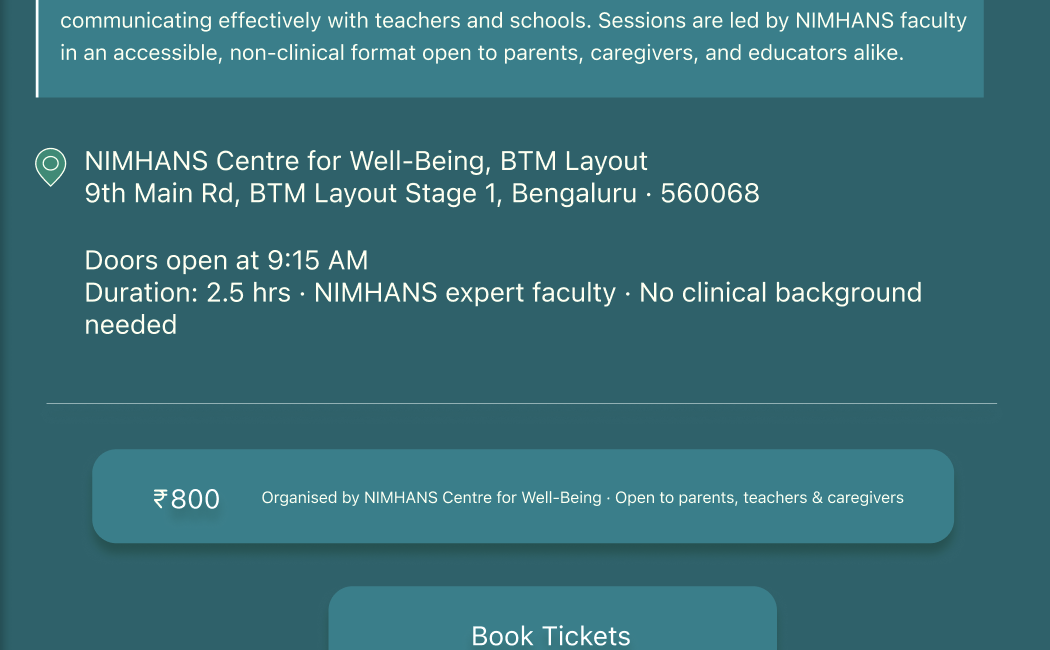 communicating effectively with teachers and schools. Sessions are led by NIMHANS faculty
in an accessible, non-clinical format open to parents, caregivers, and educators alike.
NIMHANS Centre for Well-Being, BTM Layout
9th Main Rd, BTM Layout Stage 1, Bengaluru · 560068
Doors open at 9:15 AM
Duration: 2.5 hrs · NIMHANS expert faculty · No clinical background
needed
₹800
Organised by NIMHANS Centre for Well-Being · Open to parents, teachers & caregivers
Book Tickets